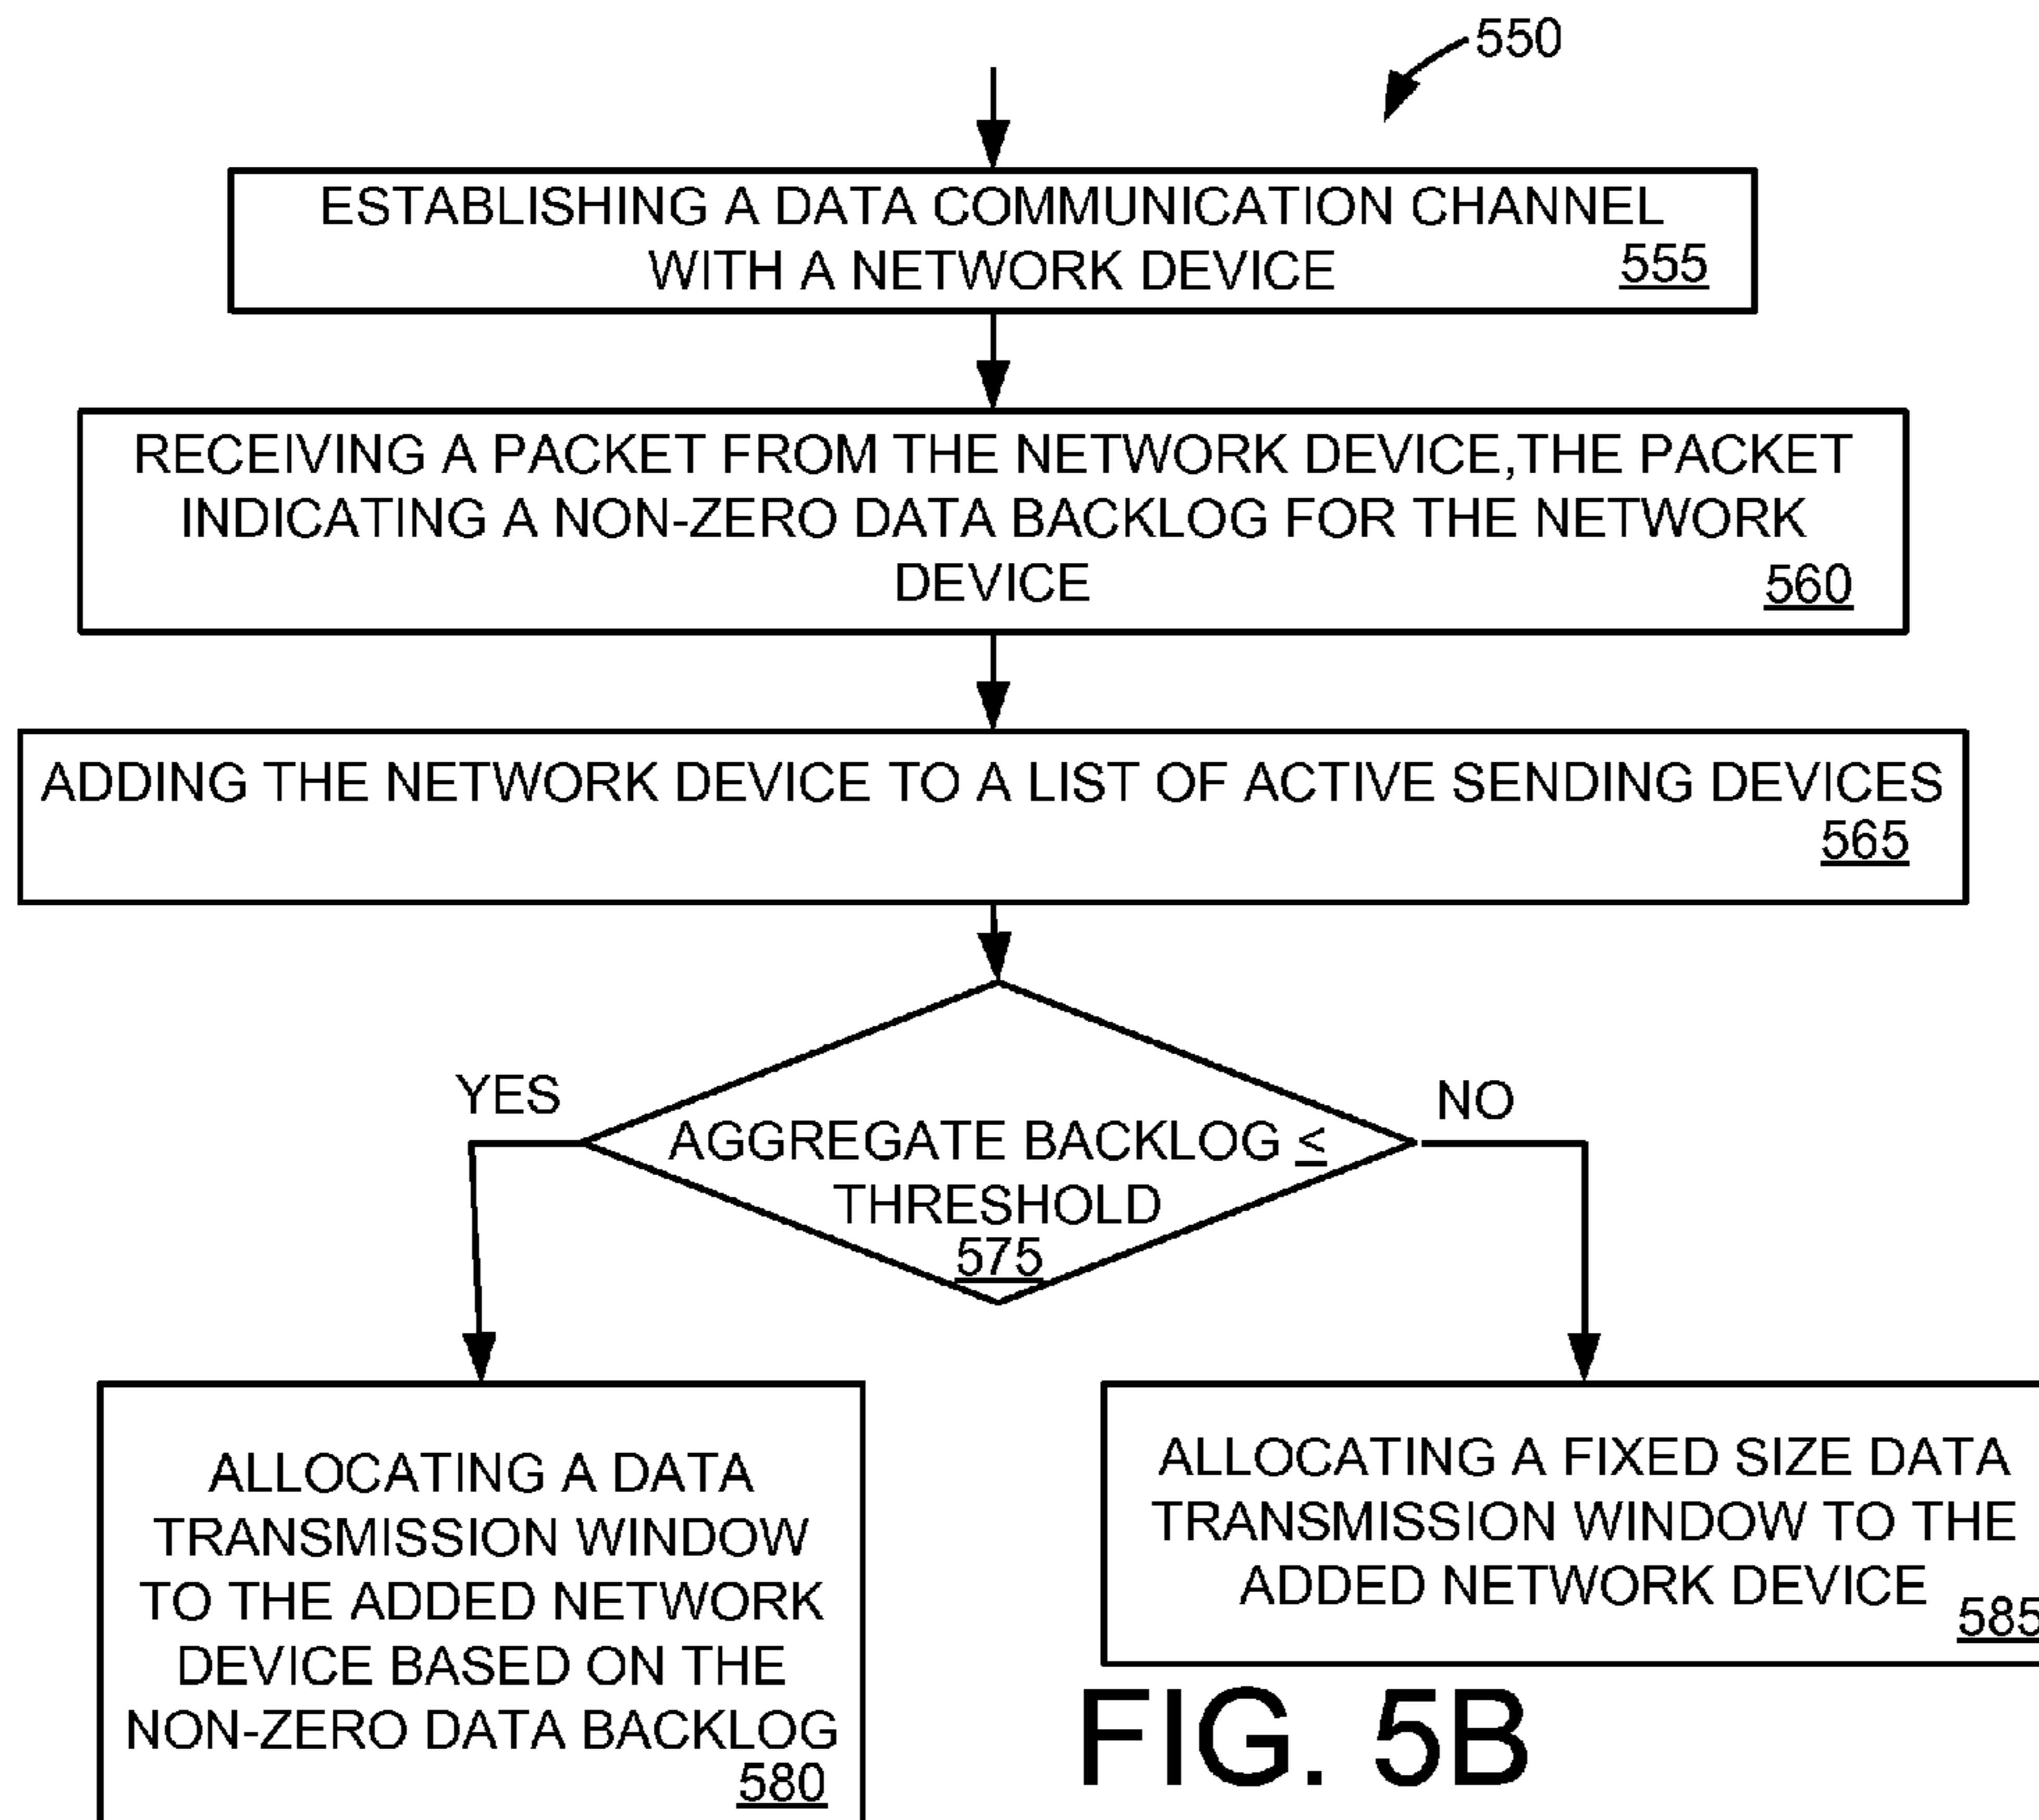 550
ESTABLISHING A DATA COMMUNICATION CHANNEL
WITH A NETWORK DEVICE 555
RECEIVING A PACKET FROM THE NETWORK DEVICE,THE PACKET
INDICATING A NON-ZERO DATA BACKLOG FOR THE NETWORK
DEVICE 560
ADDING THE NETWORK DEVICE TO A LIST OF ACTIVE SENDING DEVICES
565
YES
NO
AGGREGATE BACKLOG ≤
THRESHOLD
575
ALLOCATING A DATA
TRANSMISSION WINDOW
TO THE ADDED NETWORK
DEVICE BASED ON THE
NON-ZERO DATA BACKLOG
580
ALLOCATING A FIXED SIZE DATA
TRANSMISSION WINDOW TO THE
ADDED NETWORK DEVICE 585
FIG. 5B